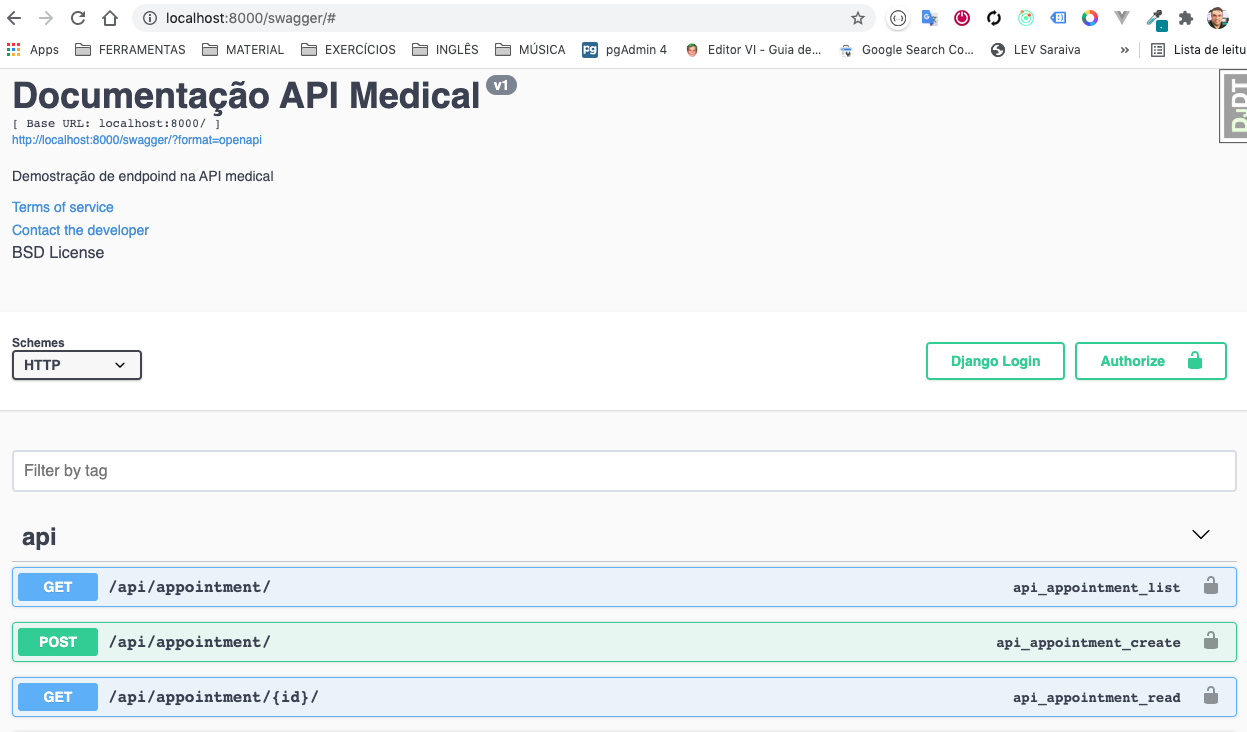 localhost:8000/swagger/#
Apps FERRAMENTAS MATERIAL EXERCÍCIOS INGLÊS MÚSICA pgAdmin 4 Editor VI - Guia de... Google Search Co... LEV Saraiva » Lista de leitu
Documentação API Medical v1
[ Base URL: localhost:8000/ ]
http://localhost:8000/swagger/?format=openapi
Demostração de endpoind na API medical
Terms of service
Contact the developer
BSD License
DjDT
Schemes
HTTP
Django Login
Authorize
Filter by tag
api
GET /api/appointment/ api_appointment_list
POST /api/appointment/ api_appointment_create
GET /api/appointment/{id}/ api_appointment_read